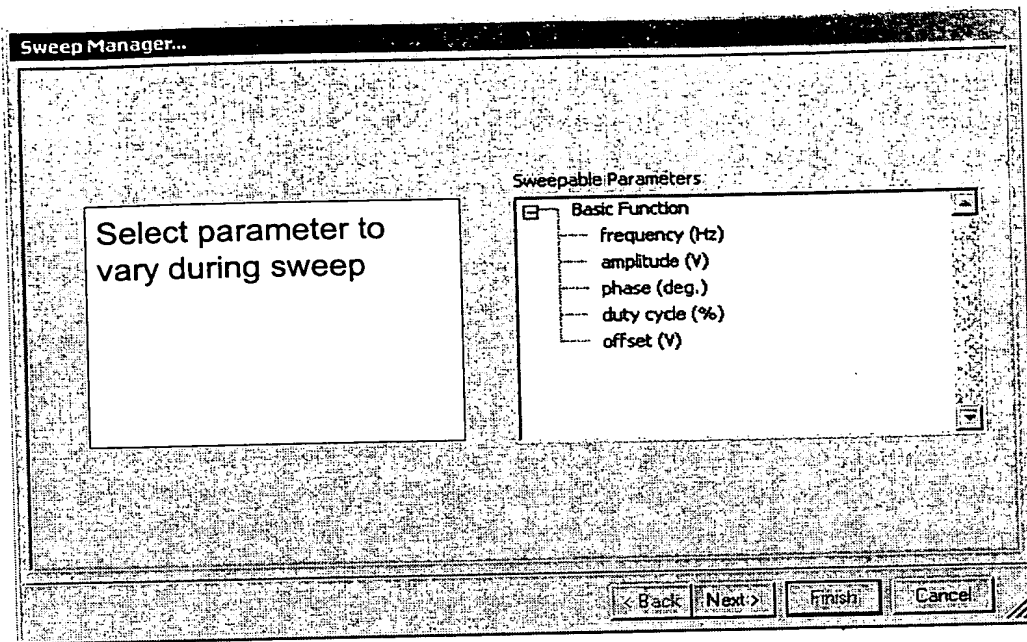 Sweep Manager...
Select parameter to
vary during sweep
Sweepable Parameters
Basic Function
frequency (Hz)
amplitude (V)
phase (deg.)
duty cycle (%)
offset (V)
< Back Next > Finish Cancel